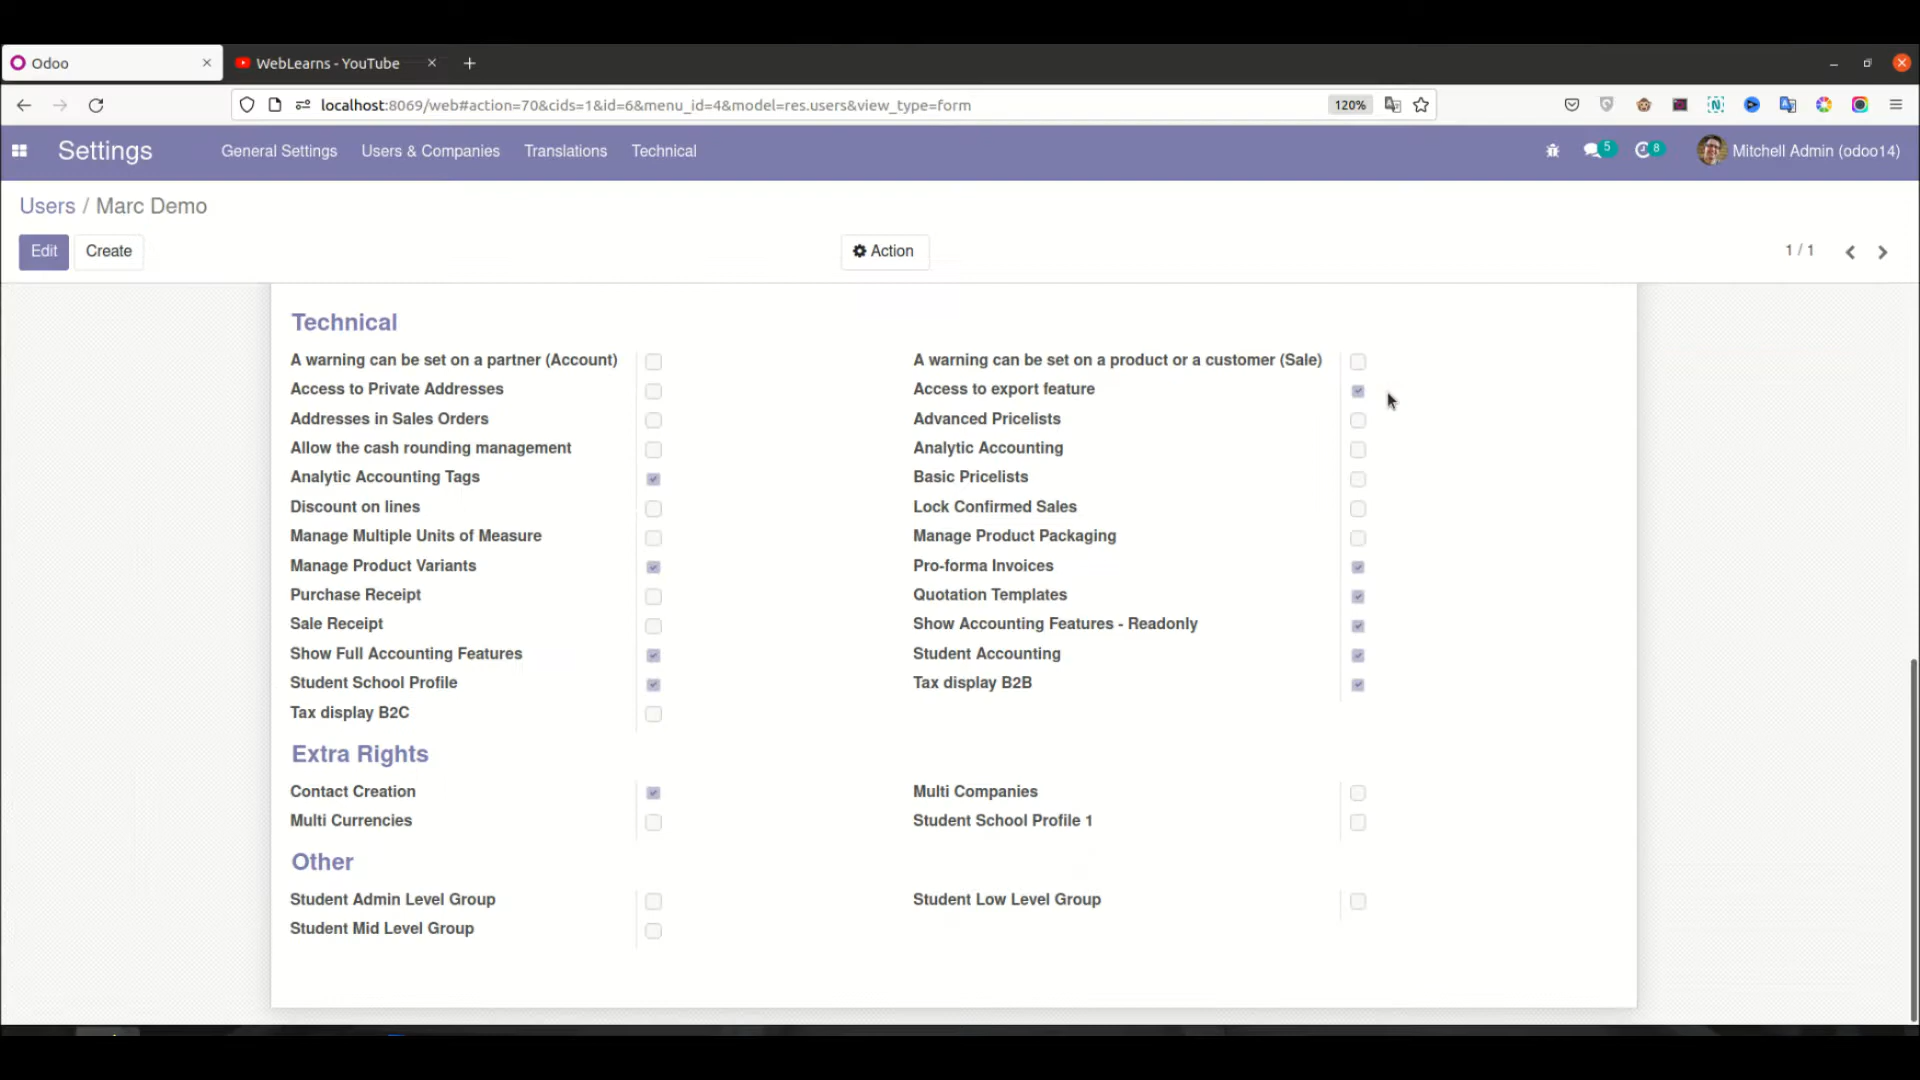 Odoo
WebLearns - YouTube
localhost:8069/web#action=70&cids=1&id=6&menu_id=4&model=res.users&view_type=form
120%
Settings
General Settings
Users & Companies
Translations
Technical
5
8
Mitchell Admin (odoo14)
Users / Marc Demo
Edit
Create
Action
1 / 1
Technical
A warning can be set on a partner (Account)
A warning can be set on a product or a customer (Sale)
Access to Private Addresses
Access to export feature
Addresses in Sales Orders
Advanced Pricelists
Allow the cash rounding management
Analytic Accounting
Analytic Accounting Tags
Basic Pricelists
Discount on lines
Lock Confirmed Sales
Manage Multiple Units of Measure
Manage Product Packaging
Manage Product Variants
Pro-forma Invoices
Purchase Receipt
Quotation Templates
Sale Receipt
Show Accounting Features - Readonly
Show Full Accounting Features
Student Accounting
Student School Profile
Tax display B2B
Tax display B2C
Extra Rights
Contact Creation
Multi Companies
Multi Currencies
Student School Profile 1
Other
Student Admin Level Group
Student Low Level Group
Student Mid Level Group